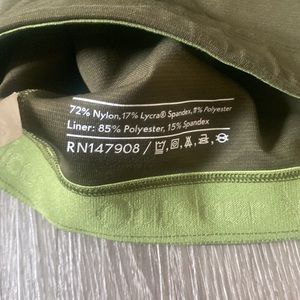 72% Nylon, 17% Lycra® Spandex, 11% Polyester
Liner: 85% Polyester, 15% Spandex
RN147908 /